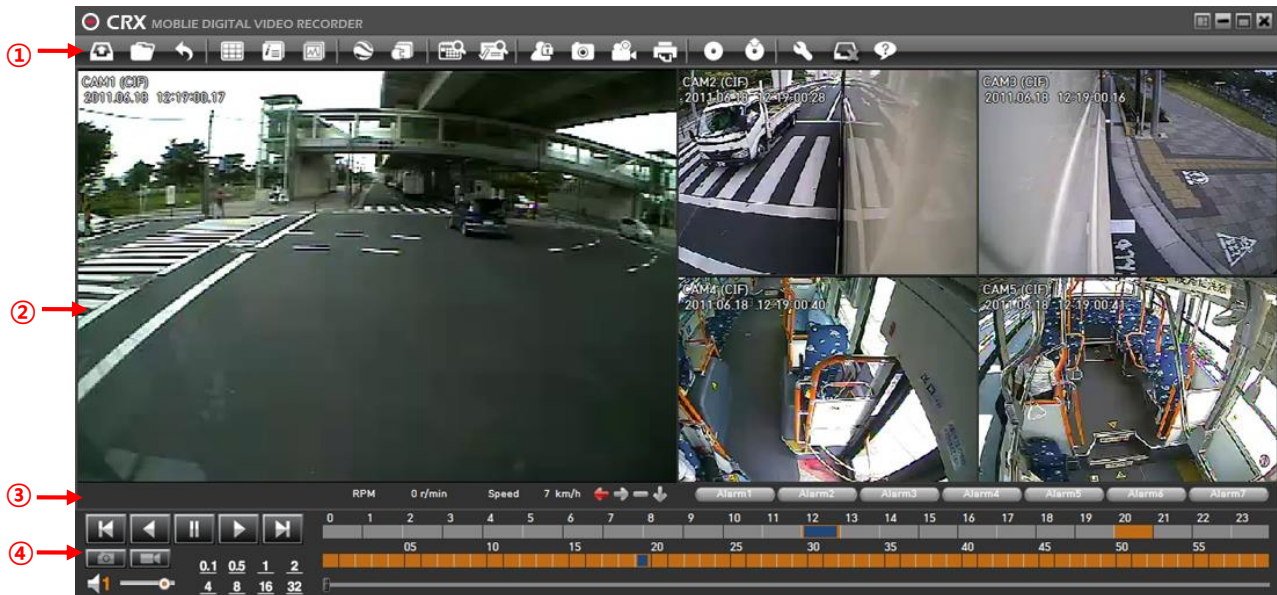 CRX MOBLIE DIGITAL VIDEO RECORDER
①
CAM1 (CIF)
2011.06.18 12:19:00.17
CAM2 (CIF)
2011.06.18 12:19:00.28
CAM3 (CIF)
2011.06.18 12:19:00.16
②
CAM4 (CIF)
2011.06.18 12:19:00.40
CAM5 (CIF)
2011.06.18 12:19:00.41
③
RPM 0 r/min Speed 7 km/h
Alarm1 Alarm2 Alarm3 Alarm4 Alarm5 Alarm6 Alarm7
④
0 1 2 3 4 5 6 7 8 9 10 11 12 13 14 15 16 17 18 19 20 21 22 23
05 10 15 20 25 30 35 40 45 50 55
0.1 0.5 1 2
1
4 8 16 32